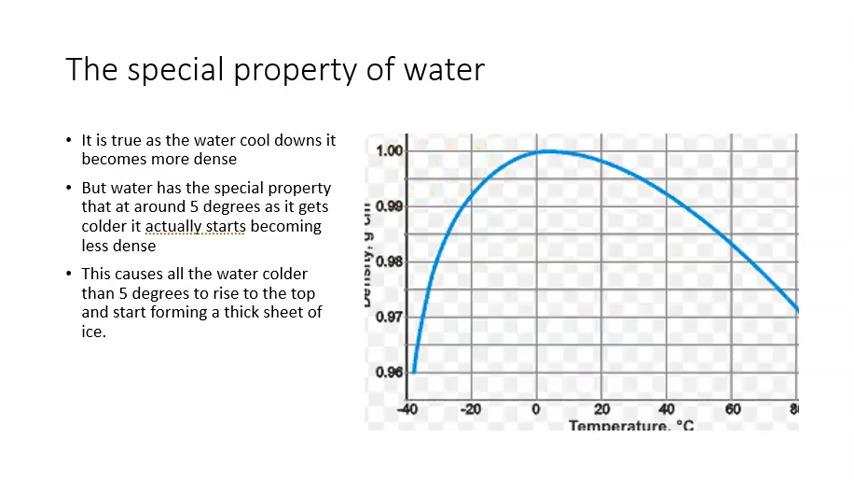 The special property of water
• It is true as the water cool downs it
becomes more dense
• But water has the special property
that at around 5 degrees as it gets
colder it actually starts becoming
less dense
• This causes all the water colder
than 5 degrees to rise to the top
and start forming a thick sheet of
ice.
1.00
0.99
0.98
0.97
0.96
Density, g cm
-40 -20 0 20 40 60 8
Temperature, °C